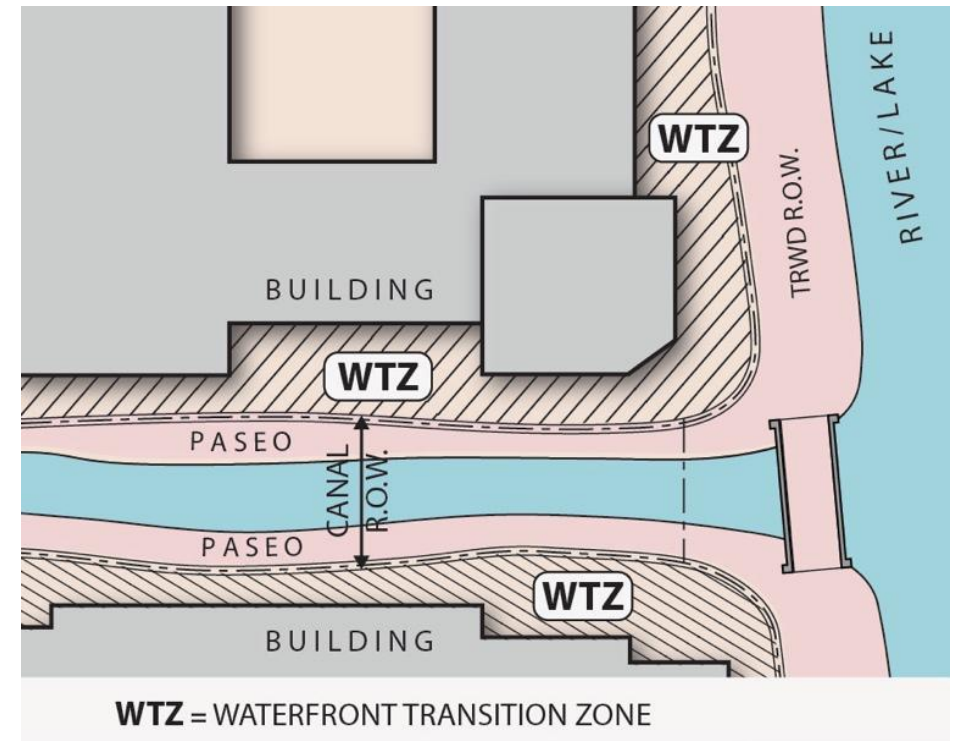 RIVER/LAKE
WTZ
TRWD R.O.W.
BUILDING
WTZ
PASEO
CANAL
R.O.W.
PASEO
WTZ
BUILDING
WTZ = WATERFRONT TRANSITION ZONE